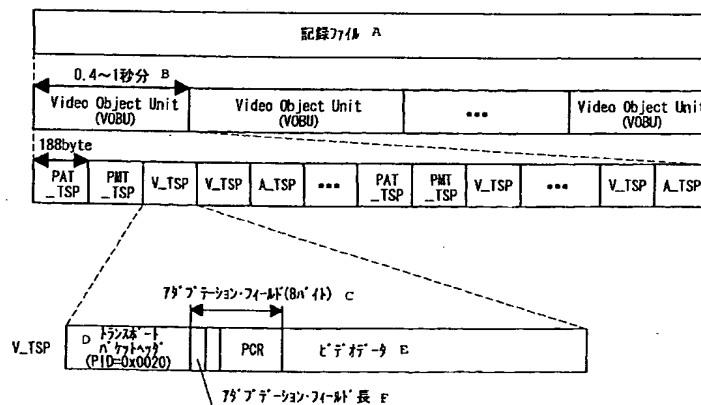 記録ファイル A
0.4~1秒分 B
Video Object Unit
(VOBU)
Video Object Unit
(VOBU)
•••
Video Object Unit
(VOBU)
188byte
PAT
_TSP
PMT
_TSP
V_TSP
V_TSP
A_TSP
•••
PAT
_TSP
PMT
_TSP
V_TSP
•••
V_TSP
A_TSP
アダプテーション・フィールド(8バイト) C
V_TSP
D トランスポート
パケットヘッダ
(PID=0x0020)
PCR
ビデオデータ E
アダプテーション・フィールド長 F